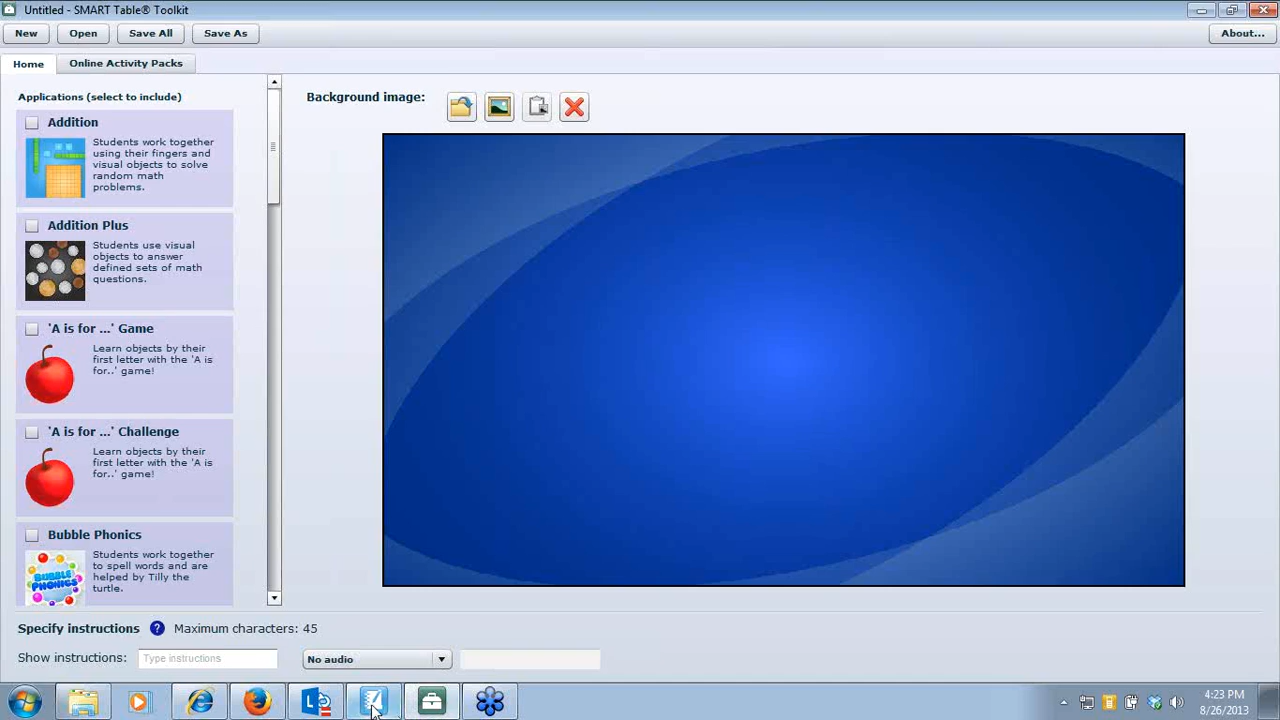 Untitled - SMART Table® Toolkit
New
Open
Save All
Save As
About...
Home
Online Activity Packs
Applications (select to include)
Addition
Students work together
using their fingers and
visual objects to solve
random math
problems.
Addition Plus
Students use visual
objects to answer
defined sets of math
questions.
'A is for ...' Game
Learn objects by their
first letter with the 'A is
for..' game!
'A is for ...' Challenge
Learn objects by their
first letter with the 'A is
for..' game!
Bubble Phonics
Students work together
to spell words and are
helped by Tilly the
turtle.
BUBBLE
PHONICS
Background image:
Specify instructions ? Maximum characters: 45
Show instructions: Type instructions No audio
4:23 PM
8/26/2013